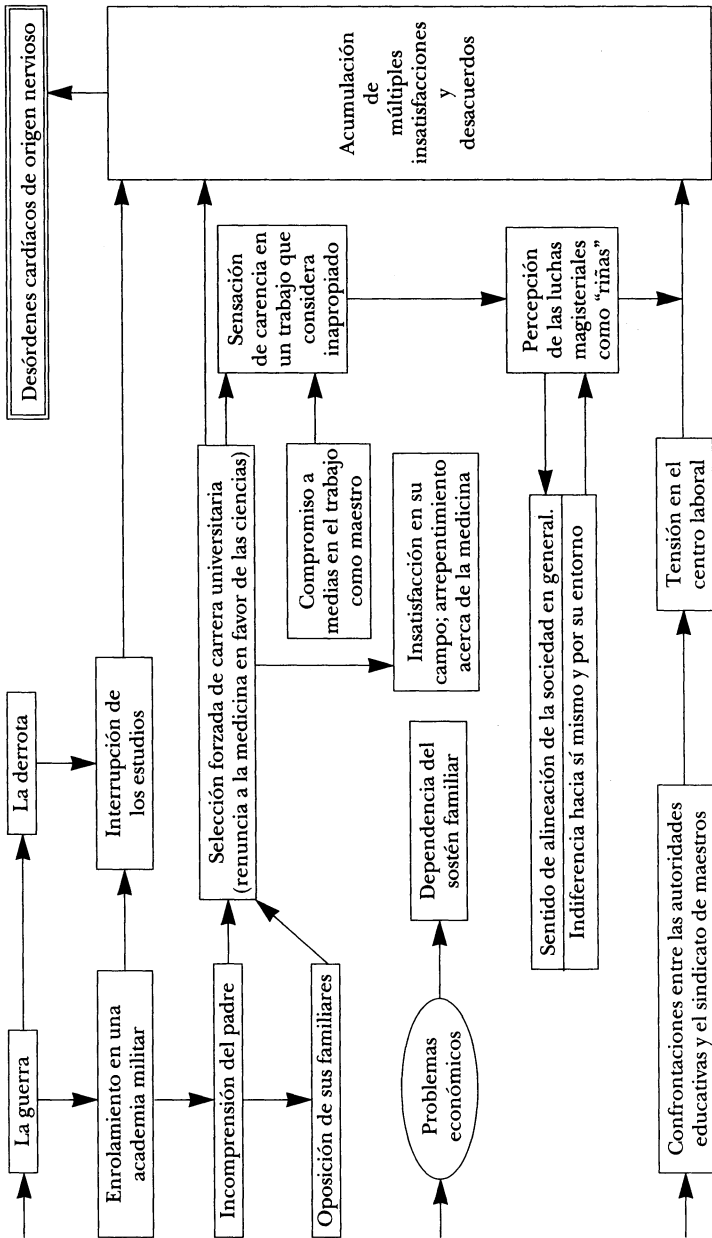 La guerra
La derrota
Desórdenes cardíacos de origen nervioso
Enrolamiento en una
academia militar
Interrupción de
los estudios
Incomprensión del padre
Oposición de sus familiares
Selección forzada de carrera universitaria
(renuncia a la medicina en favor de las ciencias)
Sensación
de carencia en
un trabajo que
considera
inapropiado
Acumulación
de
múltiples
insatisfacciones
y
desacuerdos
Compromiso a
medias en el trabajo
como maestro
Insatisfacción en su
campo; arrepentimiento
acerca de la medicina
Problemas
económicos
Dependencia del
sostén familiar
Percepción
de las luchas
magisteriales
como “riñas”
Sentido de alineación de la sociedad en general.
Indiferencia hacia sí mismo y por su entorno
Confrontaciones entre las autoridades
educativas y el sindicato de maestros
Tensión en el
centro laboral